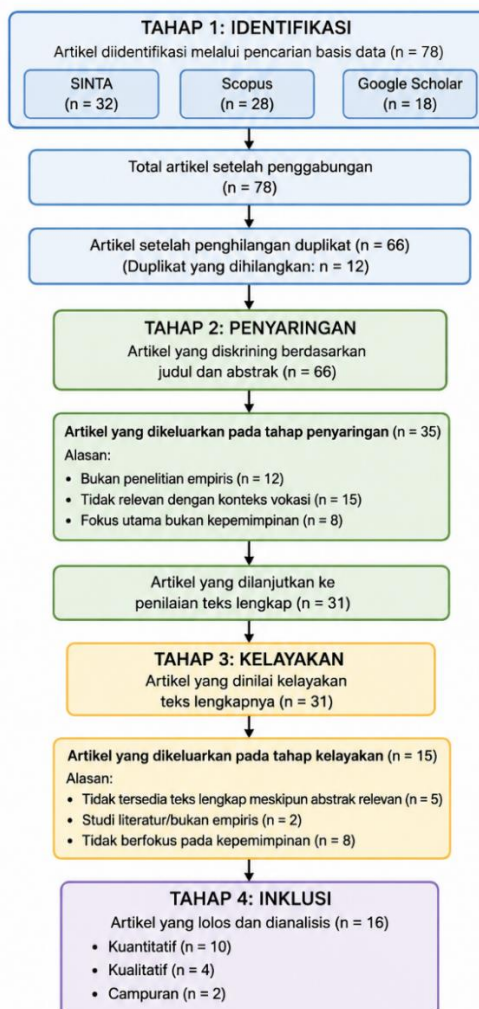 TAHAP 1: IDENTIFIKASI
Artikel diidentifikasi melalui pencarian basis data (n = 78)
SINTA
(n = 32)
Scopus
(n = 28)
Google Scholar
(n = 18)
Total artikel setelah penggabungan
(n = 78)
Artikel setelah penghilangan duplikat (n = 66)
(Duplikat yang dihilangkan: n = 12)
TAHAP 2: PENYARINGAN
Artikel yang diskrining berdasarkan
judul dan abstrak (n = 66)
Artikel yang dikeluarkan pada tahap penyaringan (n = 35)
Alasan:
• Bukan penelitian empiris (n = 12)
• Tidak relevan dengan konteks vokasi (n = 15)
• Fokus utama bukan kepemimpinan (n = 8)
Artikel yang dilanjutkan ke
penilaian teks lengkap (n = 31)
TAHAP 3: KELAYAKAN
Artikel yang dinilai kelayakan
teks lengkapnya (n = 31)
Artikel yang dikeluarkan pada tahap kelayakan (n = 15)
Alasan:
• Tidak tersedia teks lengkap meskipun abstrak relevan (n = 5)
• Studi literatur/bukan empiris (n = 2)
• Tidak berfokus pada kepemimpinan (n = 8)
TAHAP 4: INKLUSI
Artikel yang lolos dan dianalisis (n = 16)
• Kuantitatif (n = 10)
• Kualitatif (n = 4)
• Campuran (n = 2)